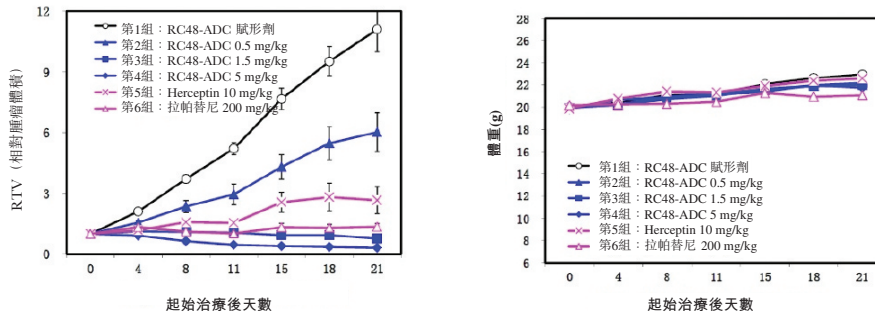 12
9
6
3
0
RTV（相對腫瘤體積）
第1組：RC48-ADC 賦形劑
第2組：RC48-ADC 0.5 mg/kg
第3組：RC48-ADC 1.5 mg/kg
第4組：RC48-ADC 5 mg/kg
第5組：Herceptin 10 mg/kg
第6組：拉帕替尼 200 mg/kg
0 4 8 11 15 18 21
起始治療後天數
28
26
24
22
20
18
16
14
12
10
8
6
體重(g)
第1組：RC48-ADC 賦形劑
第2組：RC48-ADC 0.5 mg/kg
第3組：RC48-ADC 1.5 mg/kg
第4組：RC48-ADC 5 mg/kg
第5組：Herceptin 10 mg/kg
第6組：拉帕替尼 200 mg/kg
0 4 8 11 15 18 21
起始治療後天數